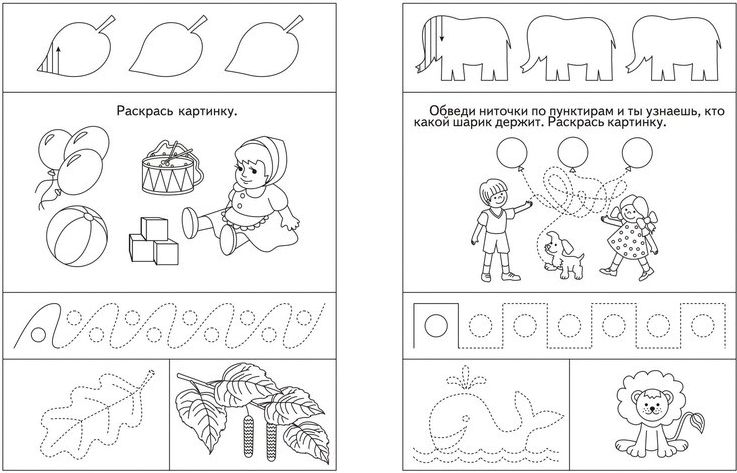 Раскрась картинку.
Обведи ниточки по пунктирам и ты узнаешь, кто
какой шарик держит. Раскрась картинку.